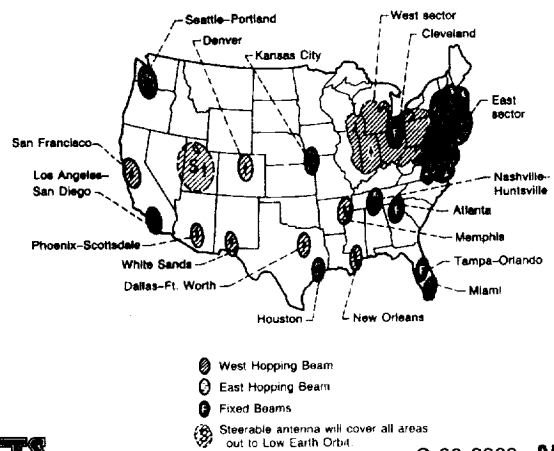 Seattle-Portland
West sector
Denver
Cleveland
Kansas City
East
sector
San Francisco
Los Angeles-
San Diego
Nashville-
Huntsville
Atlanta
Phoenix-Scottsdale
Memphis
White Sands
Tampa-Orlando
Dallas-Ft. Worth
Miami
Houston
New Orleans
West Hopping Beam
East Hopping Beam
Fixed Beams
Steerable antenna will cover all areas
out to Low Earth Orbit.